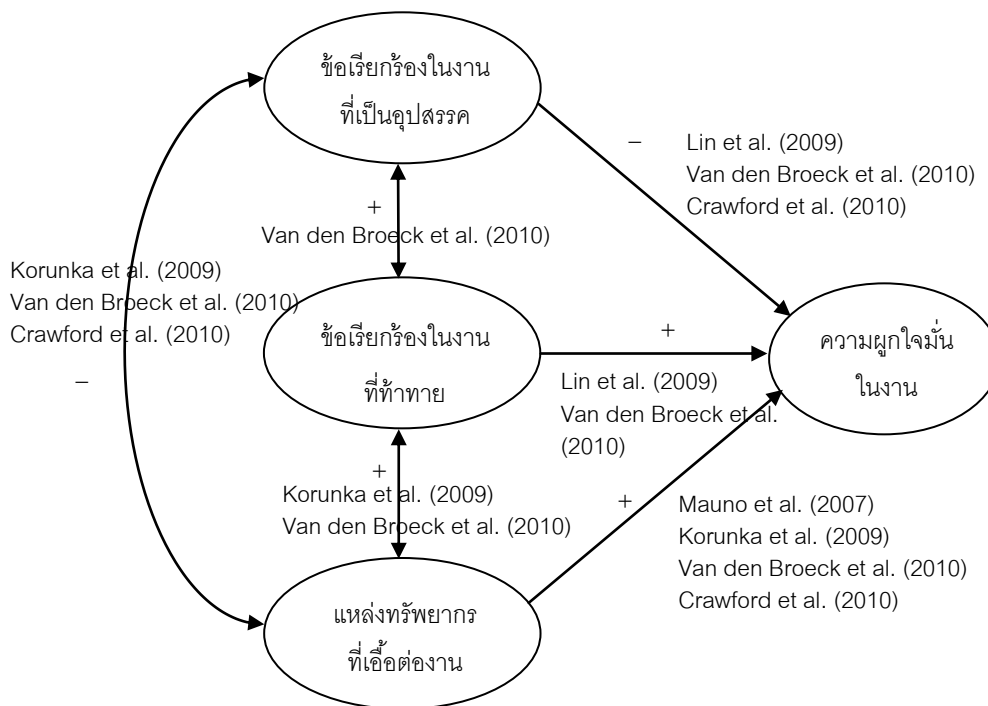 ข้อเรียกร้องในงาน
ที่เป็นอุปสรรค
–
Lin et al. (2009)
Van den Broeck et al. (2010)
Crawford et al. (2010)
+
Van den Broeck et al. (2010)
Korunka et al. (2009)
Van den Broeck et al. (2010)
Crawford et al. (2010)
–
ข้อเรียกร้องในงาน
ที่ท้าทาย
+
Lin et al. (2009)
Van den Broeck et al.
(2010)
ความผูกใจมั่น
ในงาน
+
Korunka et al. (2009)
Van den Broeck et al. (2010)
+
Mauno et al. (2007)
Korunka et al. (2009)
Van den Broeck et al. (2010)
Crawford et al. (2010)
แหล่งทรัพยากร
ที่เอื้อต่องาน